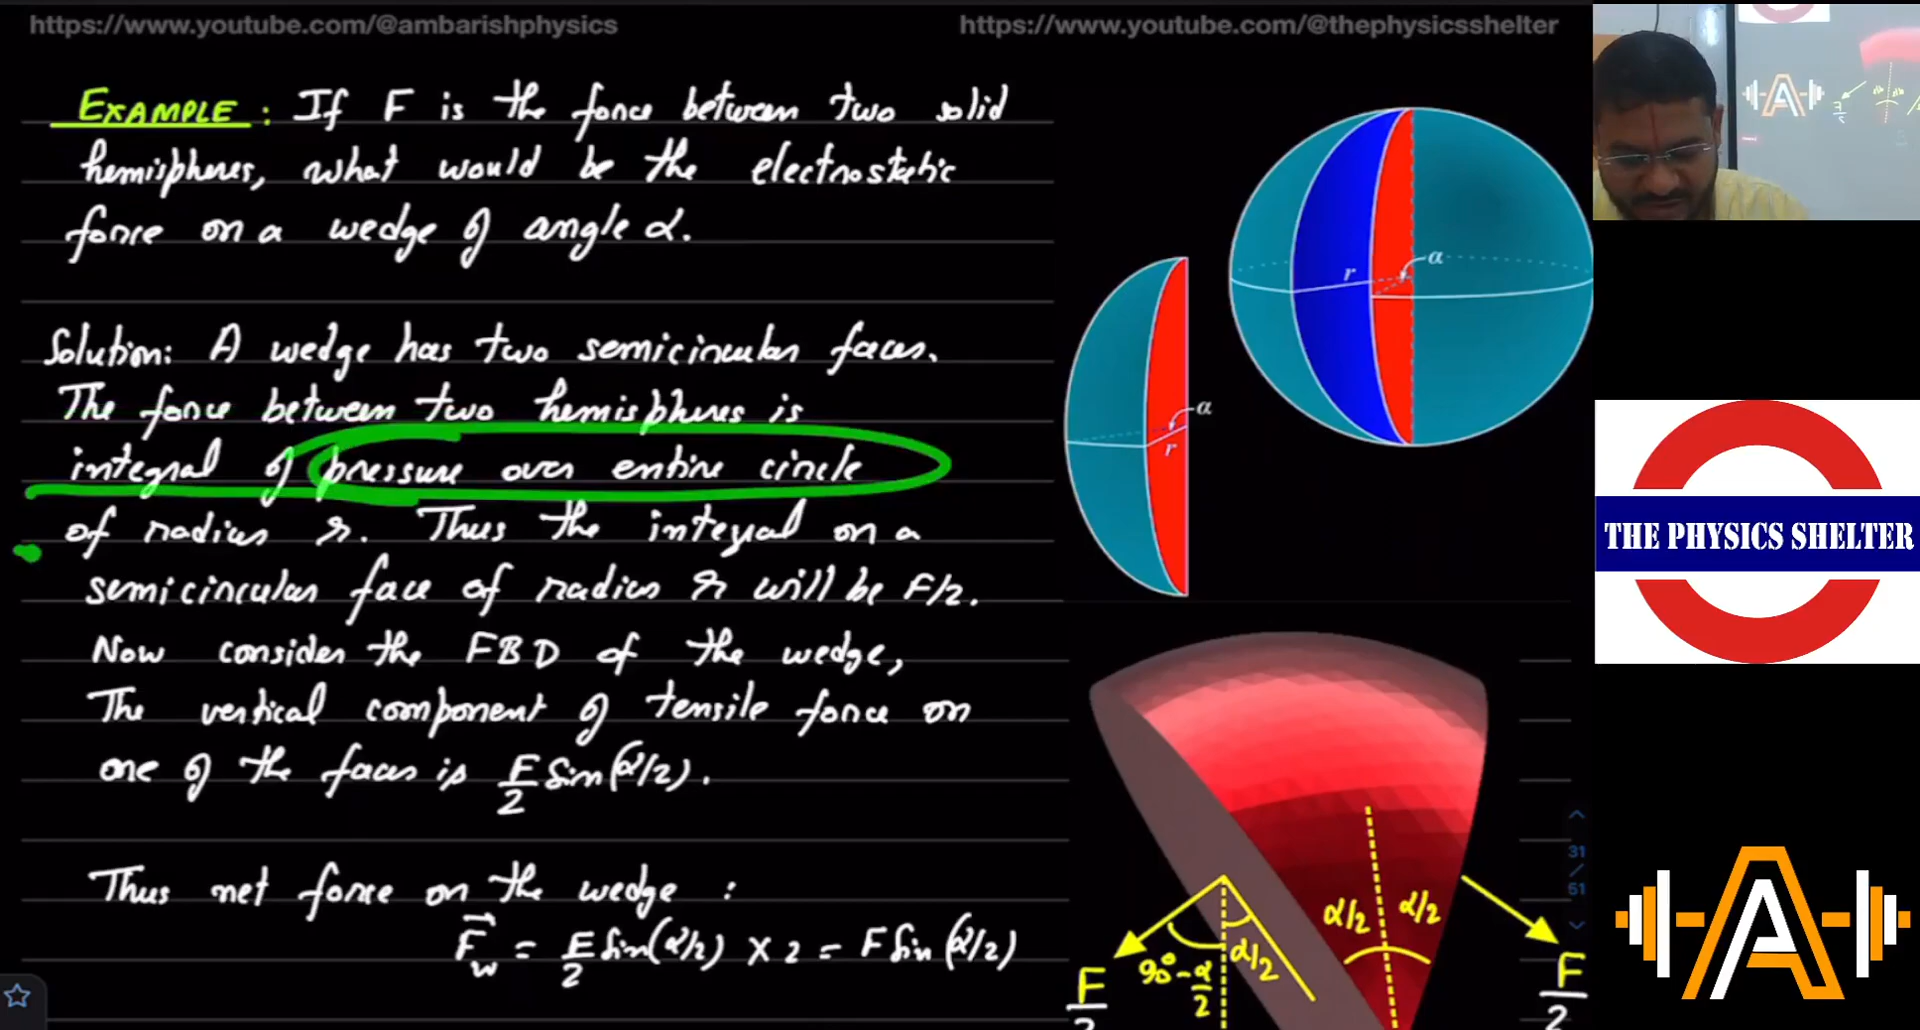 https://www.youtube.com/@ambarishphysics
https://www.youtube.com/@thephysicsshelter
EXAMPLE : If F is the force between two solid
hemispheres, what would be the electrostatic
force on a wedge of angle α.
Solution: A wedge has two semicircular faces.
The force between two hemispheres is
integral of pressure over entire circle
of radius r. Thus the integral on a
semicircular face of radius r will be F/2.
Now consider the FBD of the wedge,
The vertical component of tensile force on
one of the faces is F/2 Sin(α/2).
Thus net force on the wedge :
F⃗w = F/2 Sin(α/2) × 2 = F Sin(α/2)
r
α
α
r
α/2
α/2
90° - α/2
α/2
F/2
F/2
31
/
51
A
THE PHYSICS SHELTER
A